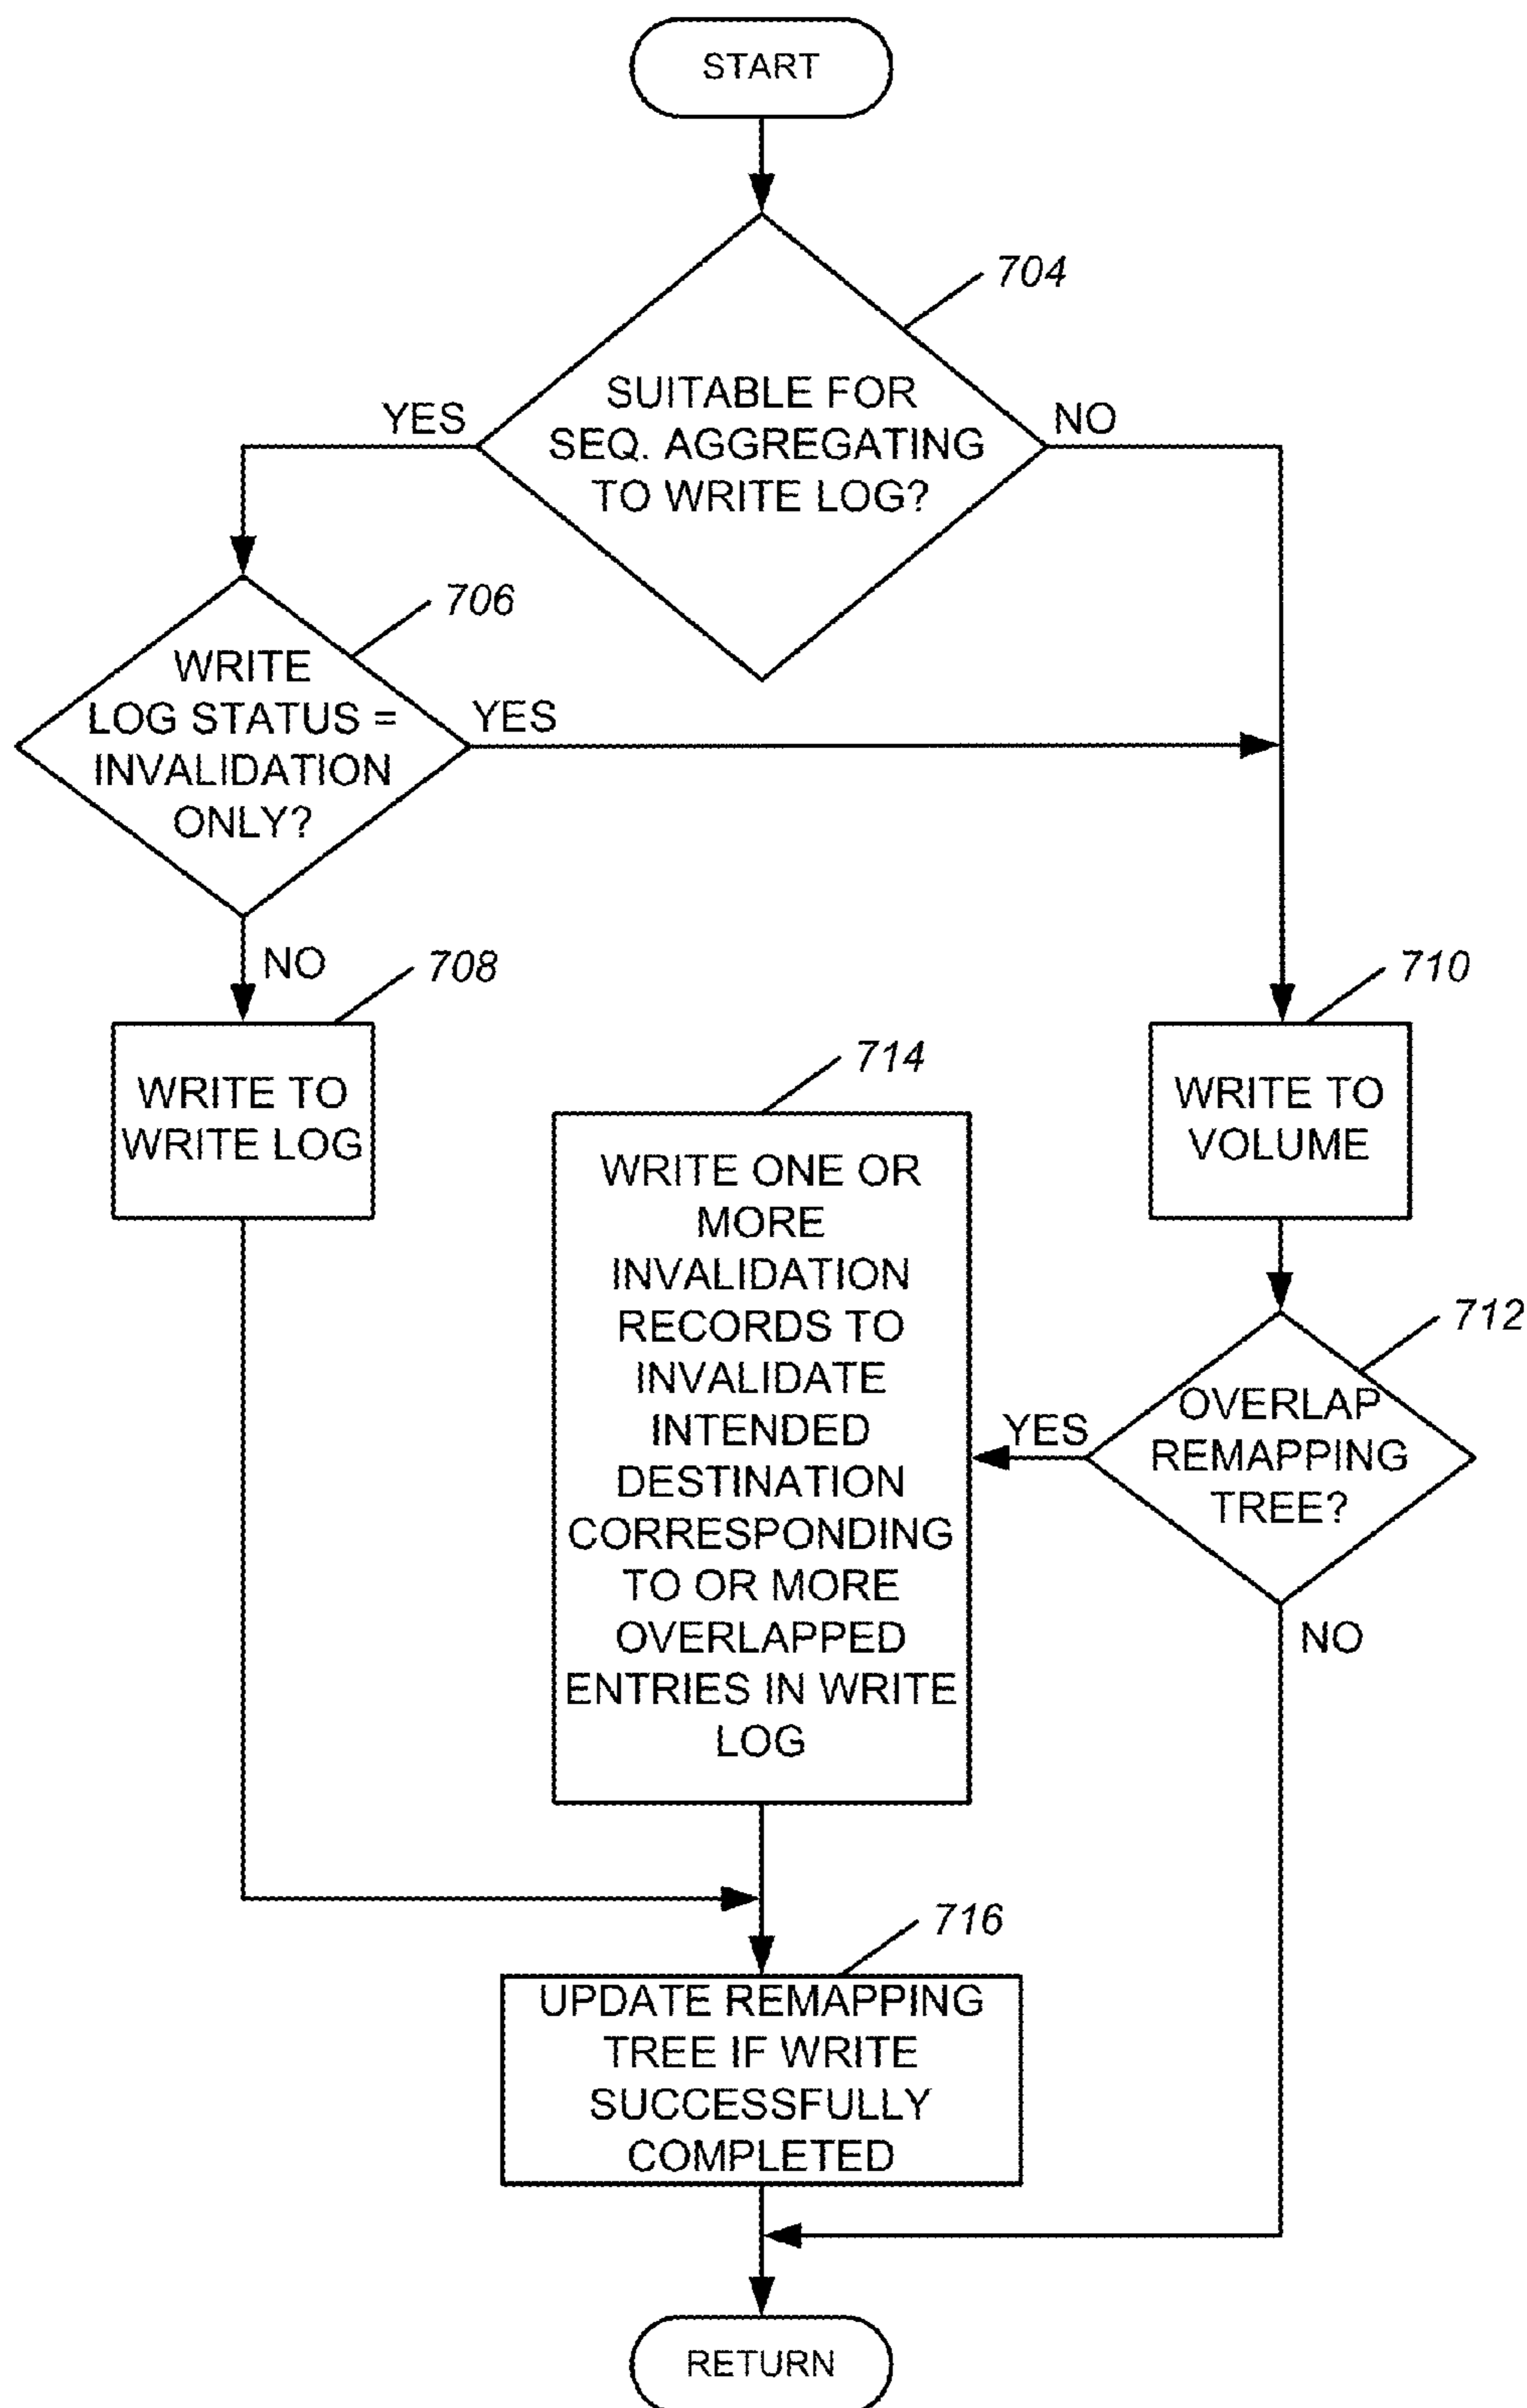 START
704
SUITABLE FOR
SEQ. AGGREGATING
TO WRITE LOG?
YES
NO
706
WRITE
LOG STATUS =
INVALIDATION
ONLY?
YES
NO
708
WRITE TO
WRITE LOG
710
WRITE TO
VOLUME
714
WRITE ONE OR
MORE
INVALIDATION
RECORDS TO
INVALIDATE
INTENDED
DESTINATION
CORRESPONDING
TO OR MORE
OVERLAPPED
ENTRIES IN WRITE
LOG
712
OVERLAP
REMAPPING
TREE?
YES
NO
716
UPDATE REMAPPING
TREE IF WRITE
SUCCESSFULLY
COMPLETED
RETURN